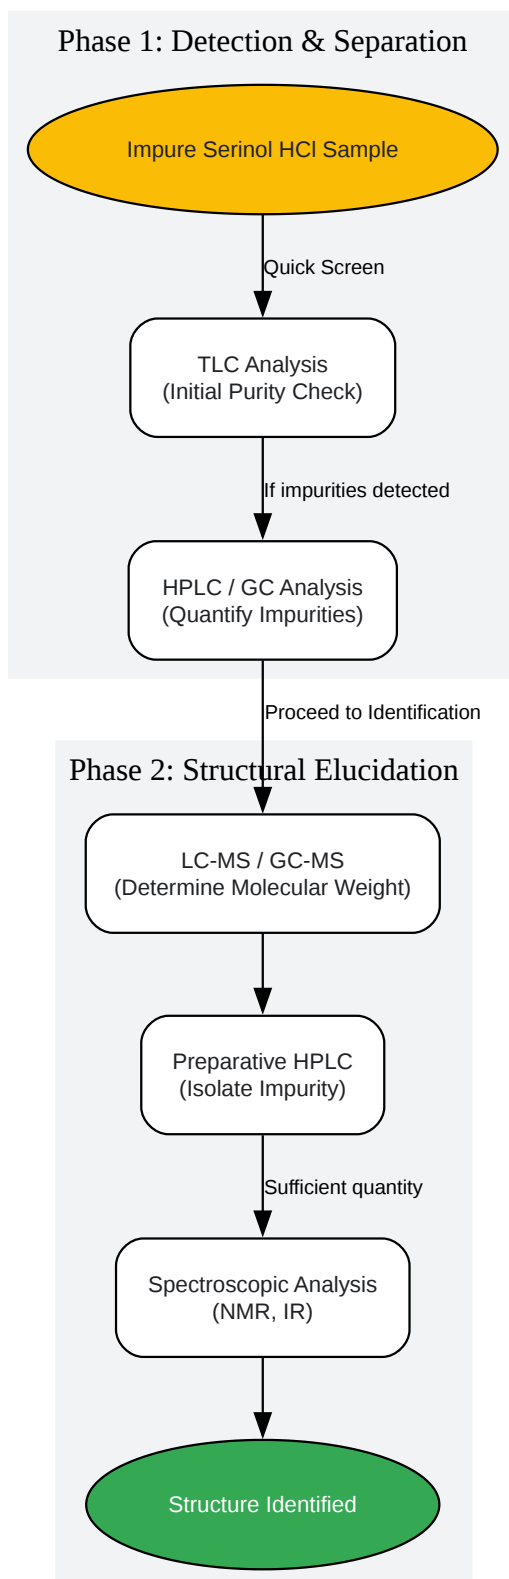 Phase 1: Detection & Separation
Impure Serinol HCl Sample
Quick Screen
TLC Analysis
(Initial Purity Check)
If impurities detected
HPLC / GC Analysis
(Quantify Impurities)
Proceed to Identification
Phase 2: Structural Elucidation
LC-MS / GC-MS
(Determine Molecular Weight)
Preparative HPLC
(Isolate Impurity)
Sufficient quantity
Spectroscopic Analysis
(NMR, IR)
Structure Identified